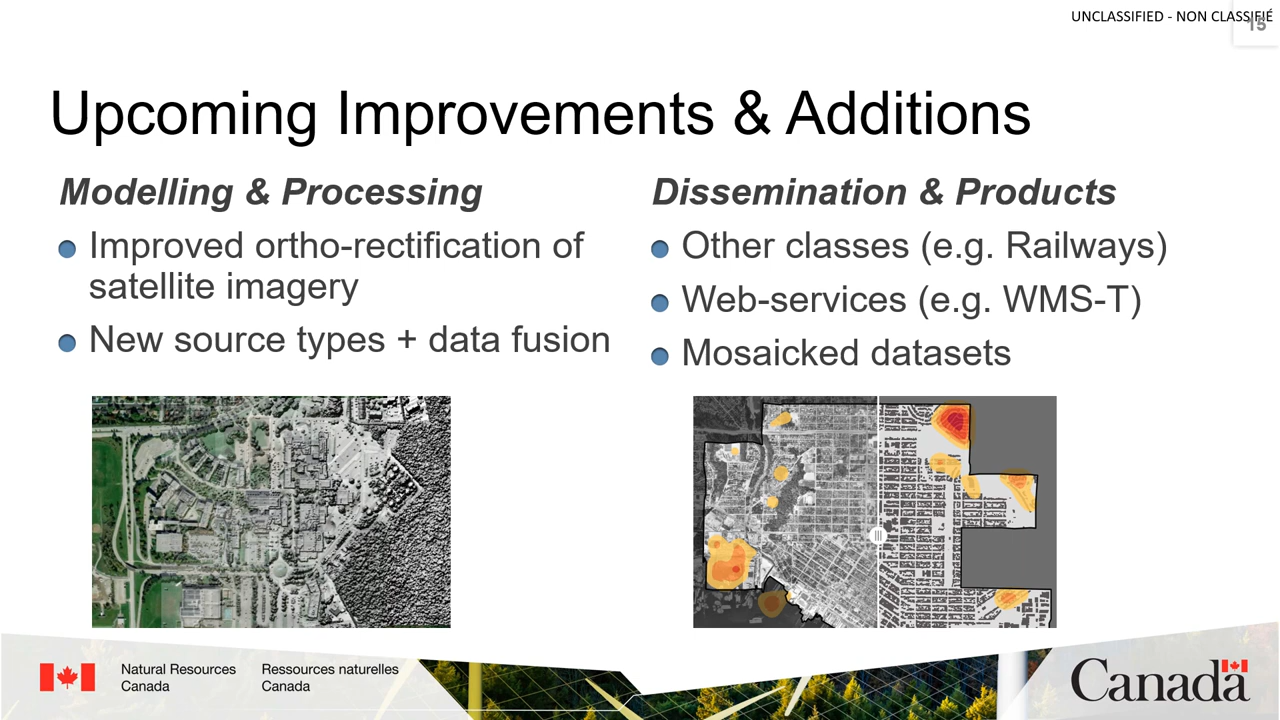 UNCLASSIFIED - NON CLASSIFIÉ
15
Upcoming Improvements & Additions
Modelling & Processing
Improved ortho-rectification of
satellite imagery
New source types + data fusion
Dissemination & Products
Other classes (e.g. Railways)
Web-services (e.g. WMS-T)
Mosaicked datasets
Natural Resources
Canada
Ressources naturelles
Canada
Canada